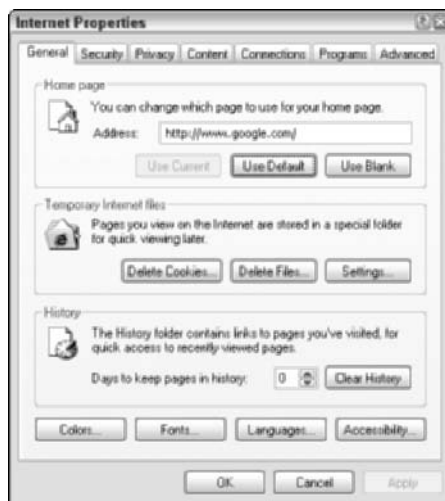 Internet Properties
General Security Privacy Content Connections Programs Advanced
Home page
You can change which page to use for your home page.
Address: http://www.google.com/
Use Current Use Default Use Blank
Temporary Internet files
Pages you view on the Internet are stored in a special folder
for quick viewing later.
Delete Cookies... Delete Files... Settings...
History
The History folder contains links to pages you've visited, for
quick access to recently viewed pages.
Days to keep pages in history: 0 Clear History
Colors... Fonts... Languages... Accessibility...
OK Cancel Apply